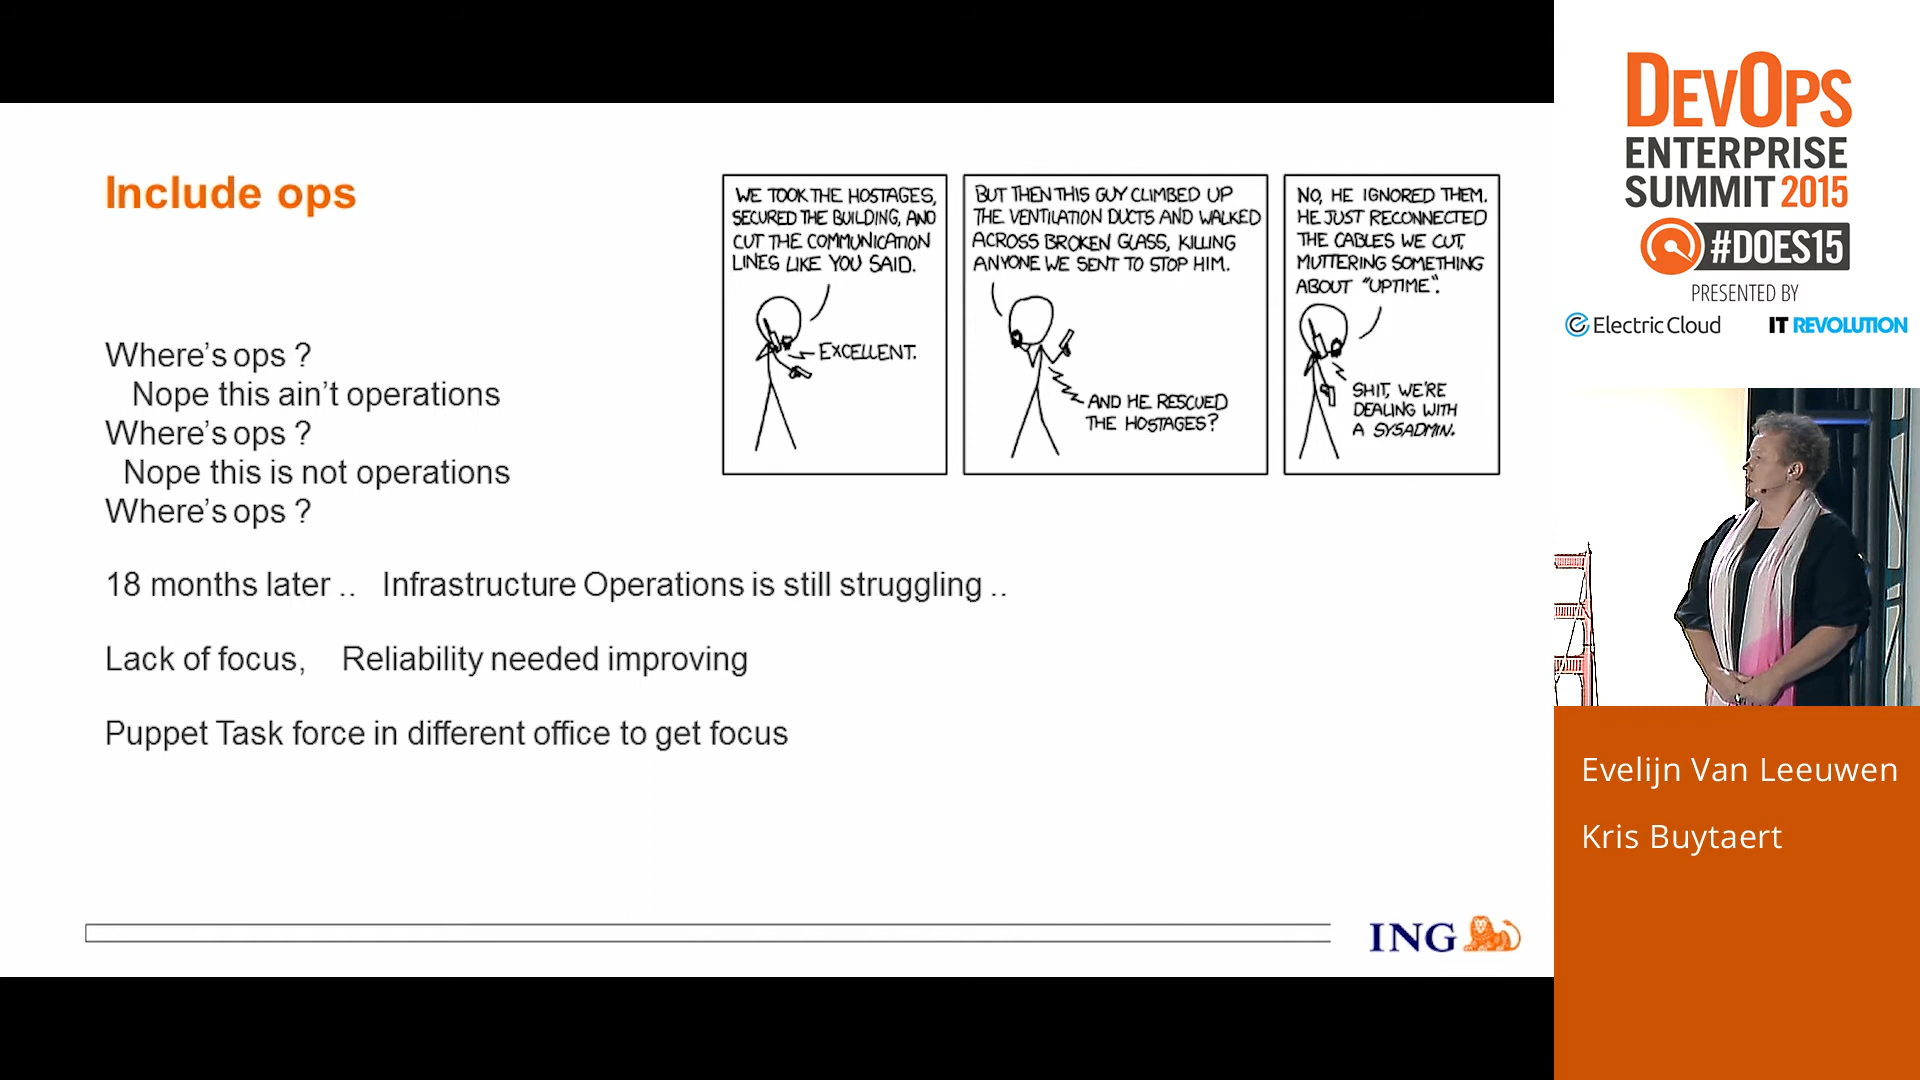 Include ops
WE TOOK THE HOSTAGES,
SECURED THE BUILDING, AND
CUT THE COMMUNICATION
LINES LIKE YOU SAID.
EXCELLENT.
BUT THEN THIS GUY CLIMBED UP
THE VENTILATION DUCTS AND WALKED
ACROSS BROKEN GLASS, KILLING
ANYONE WE SENT TO STOP HIM.
AND HE RESCUED
THE HOSTAGES?
NO, HE IGNORED THEM.
HE JUST RECONNECTED
THE CABLES WE CUT,
MUTTERING SOMETHING
ABOUT "UPTIME".
SHIT, WE'RE
DEALING WITH
A SYSADMIN.
Where's ops ?
Nope this ain't operations
Where's ops ?
Nope this is not operations
Where's ops ?
18 months later .. Infrastructure Operations is still struggling ..
Lack of focus, Reliability needed improving
Puppet Task force in different office to get focus
ING
DEVOPS
ENTERPRISE
SUMMIT 2015
#DOES15
PRESENTED BY
Electric Cloud IT REVOLUTION
Evelijn Van Leeuwen
Kris Buytaert